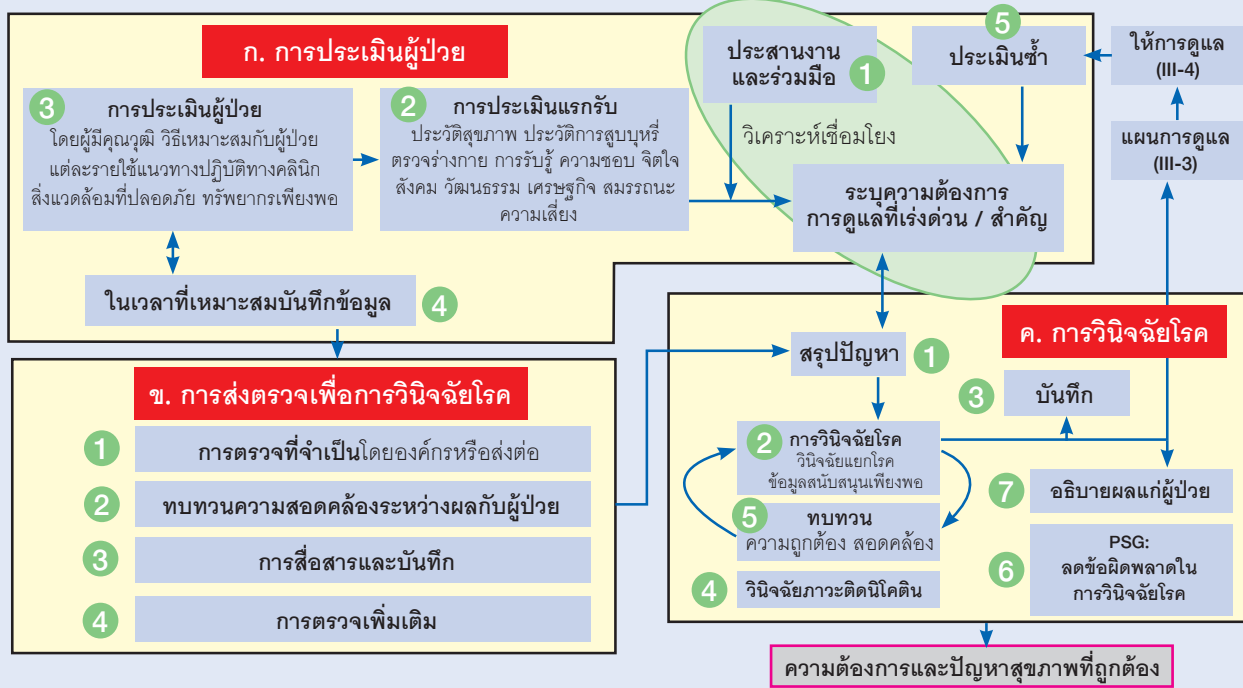 ก. การประเมินผู้ป่วย
3
การประเมินผู้ป่วย
โดยผู้มีคุณวุฒิ วิธีเหมาะสมกับผู้ป่วย
แต่ละรายใช้แนวทางปฏิบัติทางคลินิก
สิ่งแวดล้อมที่ปลอดภัย ทรัพยากรเพียงพอ
2
การประเมินแรกรับ
ประวัติสุขภาพ ประวัติการสูบบุหรี่
ตรวจร่างกาย การรับรู้ ความชอบ จิตใจ
สังคม วัฒนธรรม เศรษฐกิจ สมรรถนะ
ความเสี่ยง
ประสานงาน
และร่วมมือ
1
วิเคราะห์เชื่อมโยง
5
ประเมินซ้ำ
ให้การดูแล
(III-4)
แผนการดูแล
(III-3)
ระบุความต้องการ
การดูแลที่เร่งด่วน / สำคัญ
ในเวลาที่เหมาะสมบันทึกข้อมูล
4
ข. การส่งตรวจเพื่อการวินิจฉัยโรค
1
การตรวจที่จำเป็นโดยองค์กรหรือส่งต่อ
2
ทบทวนความสอดคล้องระหว่างผลกับผู้ป่วย
3
การสื่อสารและบันทึก
4
การตรวจเพิ่มเติม
ค. การวินิจฉัยโรค
สรุปปัญหา
1
3
บันทึก
2
การวินิจฉัยโรค
วินิจฉัยแยกโรค
ข้อมูลสนับสนุนเพียงพอ
5
ทบทวน
ความถูกต้อง สอดคล้อง
4
วินิจฉัยภาวะติดนิโคติน
7
อธิบายผลแก่ผู้ป่วย
6
PSG:
ลดข้อผิดพลาดใน
การวินิจฉัยโรค
ความต้องการและปัญหาสุขภาพที่ถูกต้อง